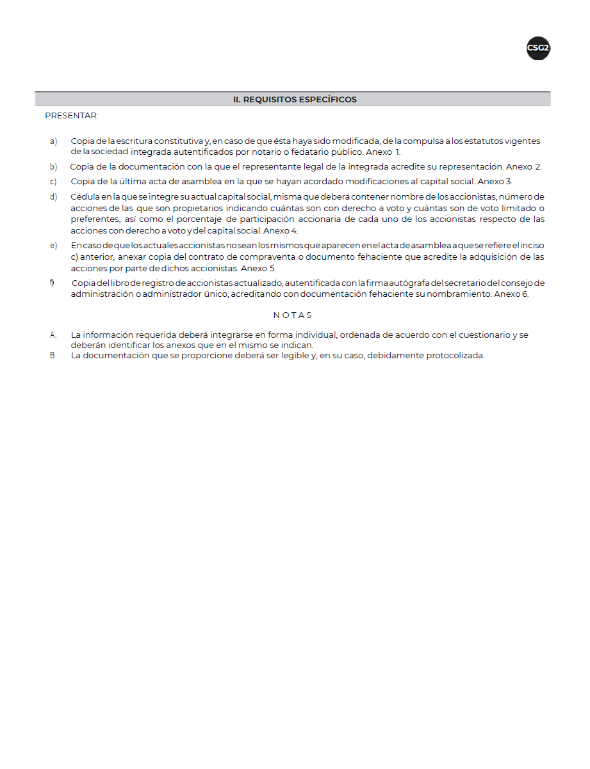 CSG2
II. REQUISITOS ESPECÍFICOS
PRESENTAR:
a) Copia de la escritura constitutiva y, en caso de que ésta haya sido modificada, de la compulsa a los estatutos vigentes
de la sociedad integrada autentificados por notario o fedatario público. Anexo 1.
b) Copia de la documentación con la que el representante legal de la integrada acredite su representación. Anexo 2.
c) Copia de la última acta de asamblea en la que se hayan acordado modificaciones al capital social. Anexo 3.
d) Cédula en la que se integre su actual capital social, misma que deberá contener nombre de los accionistas, número de
acciones de las que son propietarios indicando cuántas son con derecho a voto y cuántas son de voto limitado o
preferentes, así como el porcentaje de participación accionaria de cada uno de los accionistas respecto de las
acciones con derecho a voto y del capital social. Anexo 4.
e) En caso de que los actuales accionistas no sean los mismos que aparecen en el acta de asamblea a que se refiere el inciso
c) anterior, anexar copia del contrato de compraventa o documento fehaciente que acredite la adquisición de las
acciones por parte de dichos accionistas. Anexo 5.
f) Copia del libro de registro de accionistas actualizado, autentificada con la firma autógrafa del secretario del consejo de
administración o administrador único, acreditando con documentación fehaciente su nombramiento. Anexo 6.
N O T A S
A. La información requerida deberá integrarse en forma individual, ordenada de acuerdo con el cuestionario y se
deberán identificar los anexos que en el mismo se indican.
B. La documentación que se proporcione deberá ser legible y, en su caso, debidamente protocolizada.